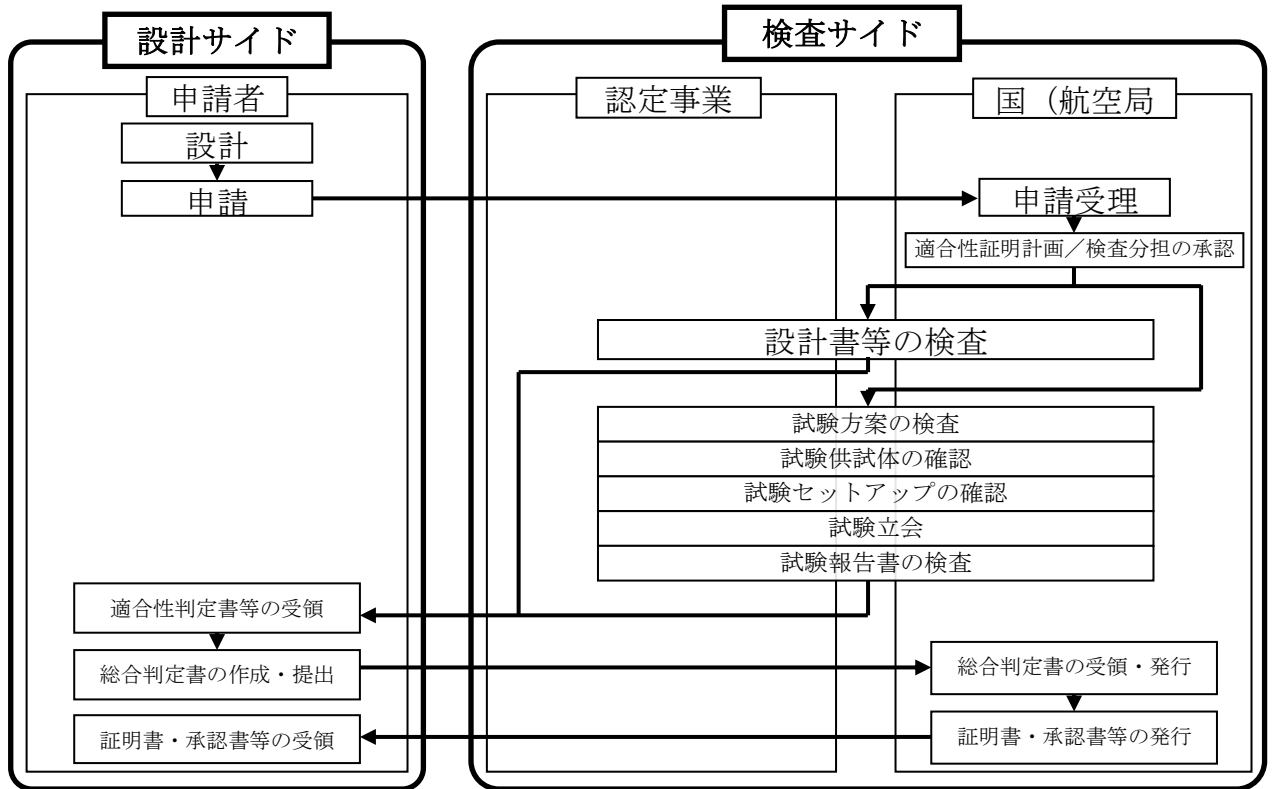 設計サイド
検査サイド
申請者
認定事業
国（航空局
設計
申請
申請受理
適合性証明計画／検査分担の承認
設計書等の検査
試験方案の検査
試験供試体の確認
試験セットアップの確認
試験立会
試験報告書の検査
適合性判定書等の受領
総合判定書の作成・提出
総合判定書の受領・発行
証明書・承認書等の受領
証明書・承認書等の発行